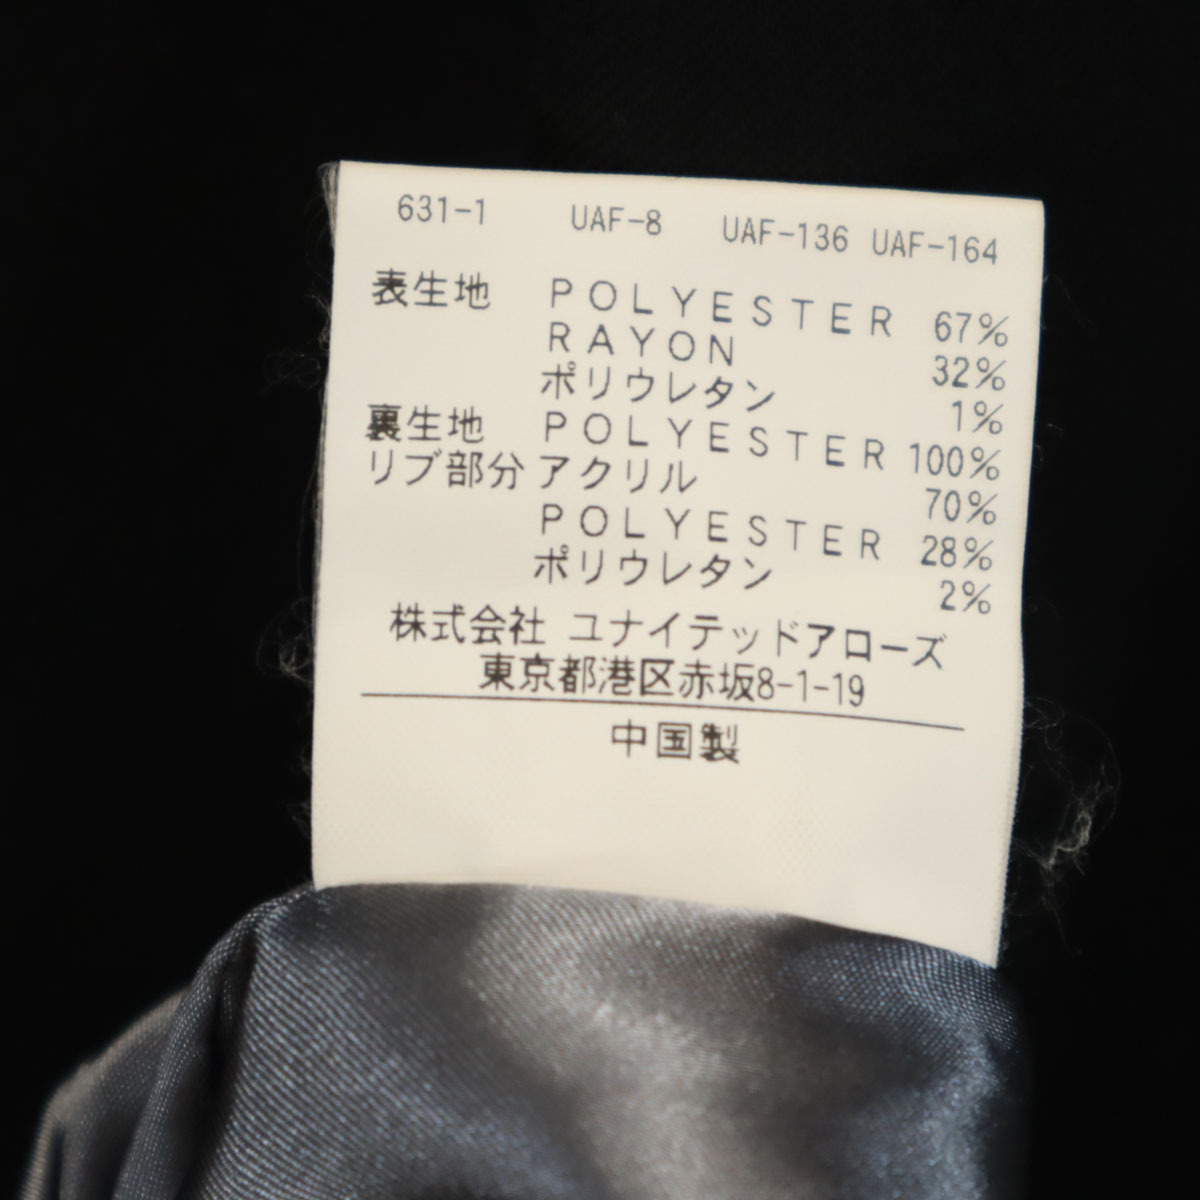 631-1 UAF-8 UAF-136 UAF-164
表生地 POLYESTER 67%
RAYON 32%
ポリウレタン 1%
裏生地 POLYESTER 100%
リブ部分 アクリル 70%
POLYESTER 28%
ポリウレタン 2%
株式会社 ユナイテッドアローズ
東京都港区赤坂8-1-19
中国製